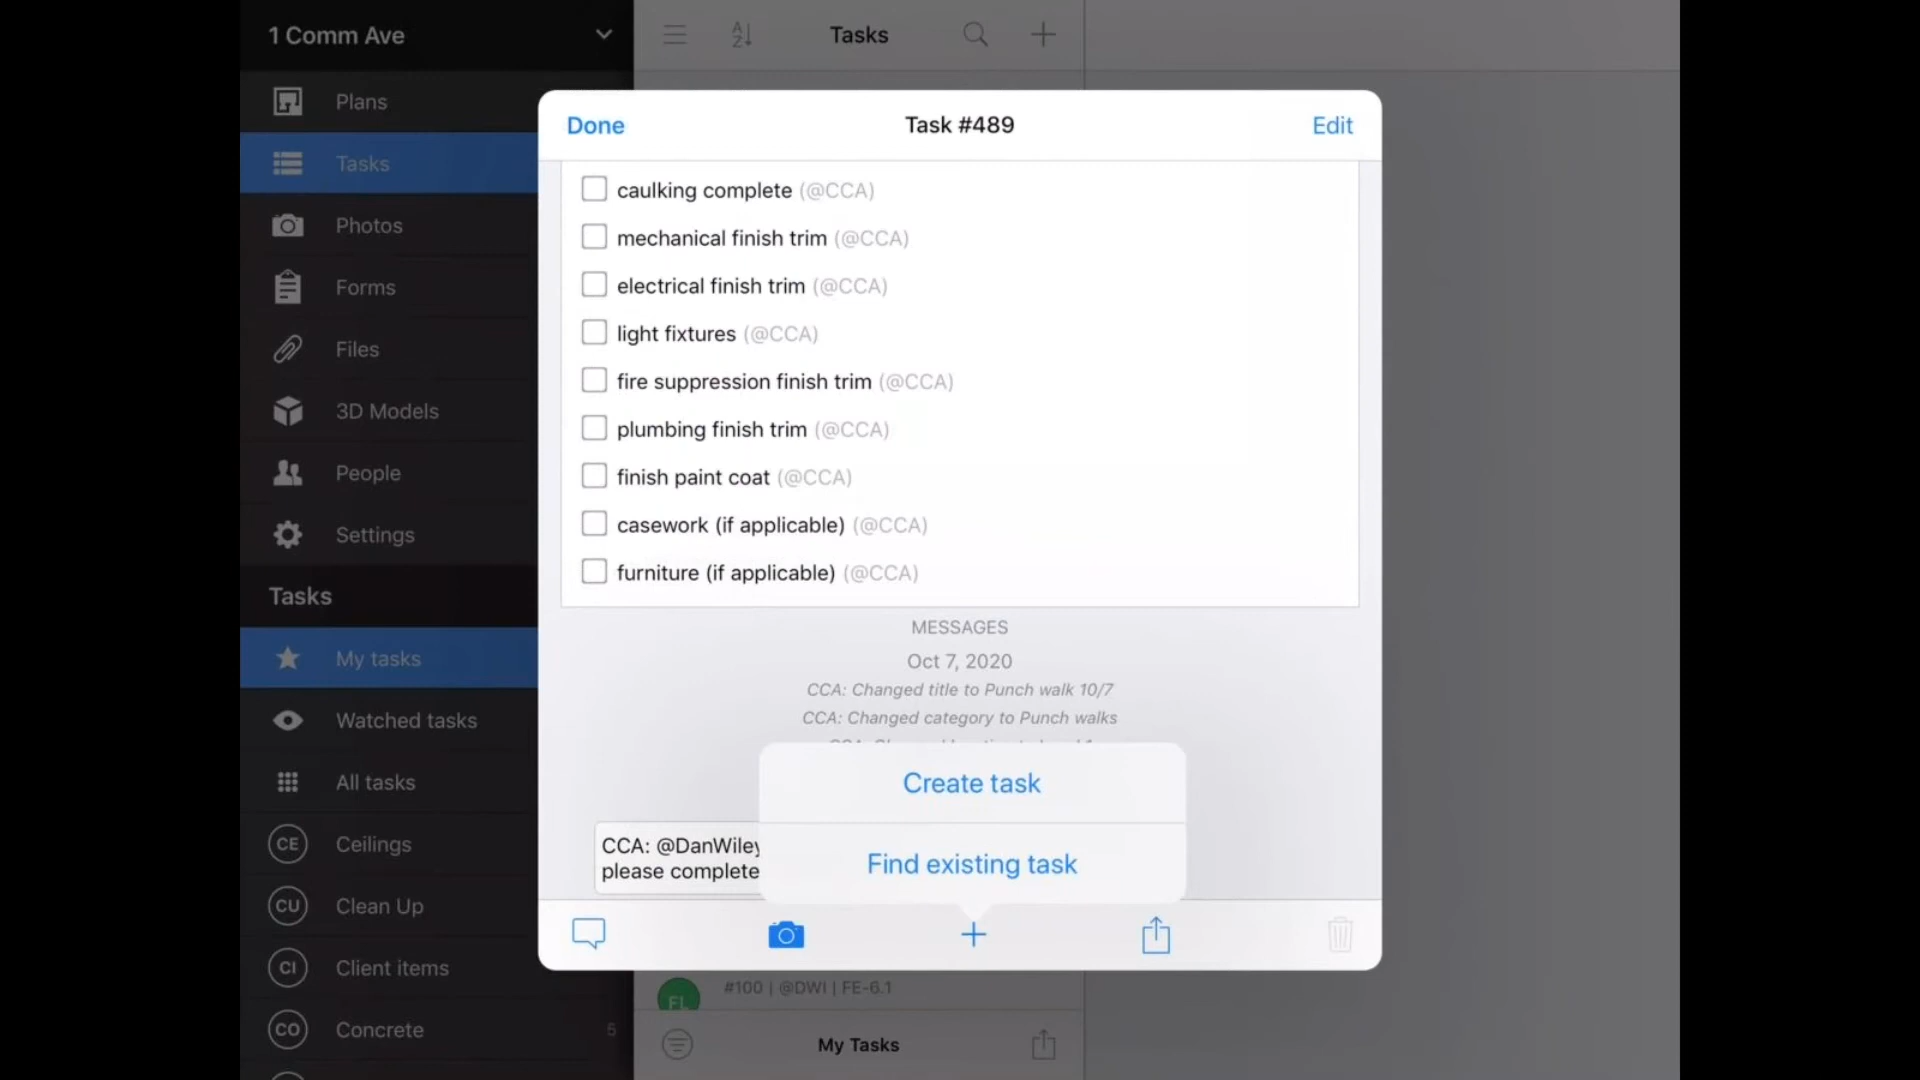 1 Comm Ave
Plans
Tasks
Photos
Forms
Files
3D Models
People
Settings
Tasks
My tasks
Watched tasks
All tasks
CE Ceilings
CU Clean Up
CI Client items
CO Concrete 5
Tasks
Done
Task #489
Edit
caulking complete (@CCA)
mechanical finish trim (@CCA)
electrical finish trim (@CCA)
light fixtures (@CCA)
fire suppression finish trim (@CCA)
plumbing finish trim (@CCA)
finish paint coat (@CCA)
casework (if applicable) (@CCA)
furniture (if applicable) (@CCA)
MESSAGES
Oct 7, 2020
CCA: Changed title to Punch walk 10/7
CCA: Changed category to Punch walks
Create task
Find existing task
CCA: @DanWiley
please complete
FL #100 | @DWI | FE-6.1
My Tasks